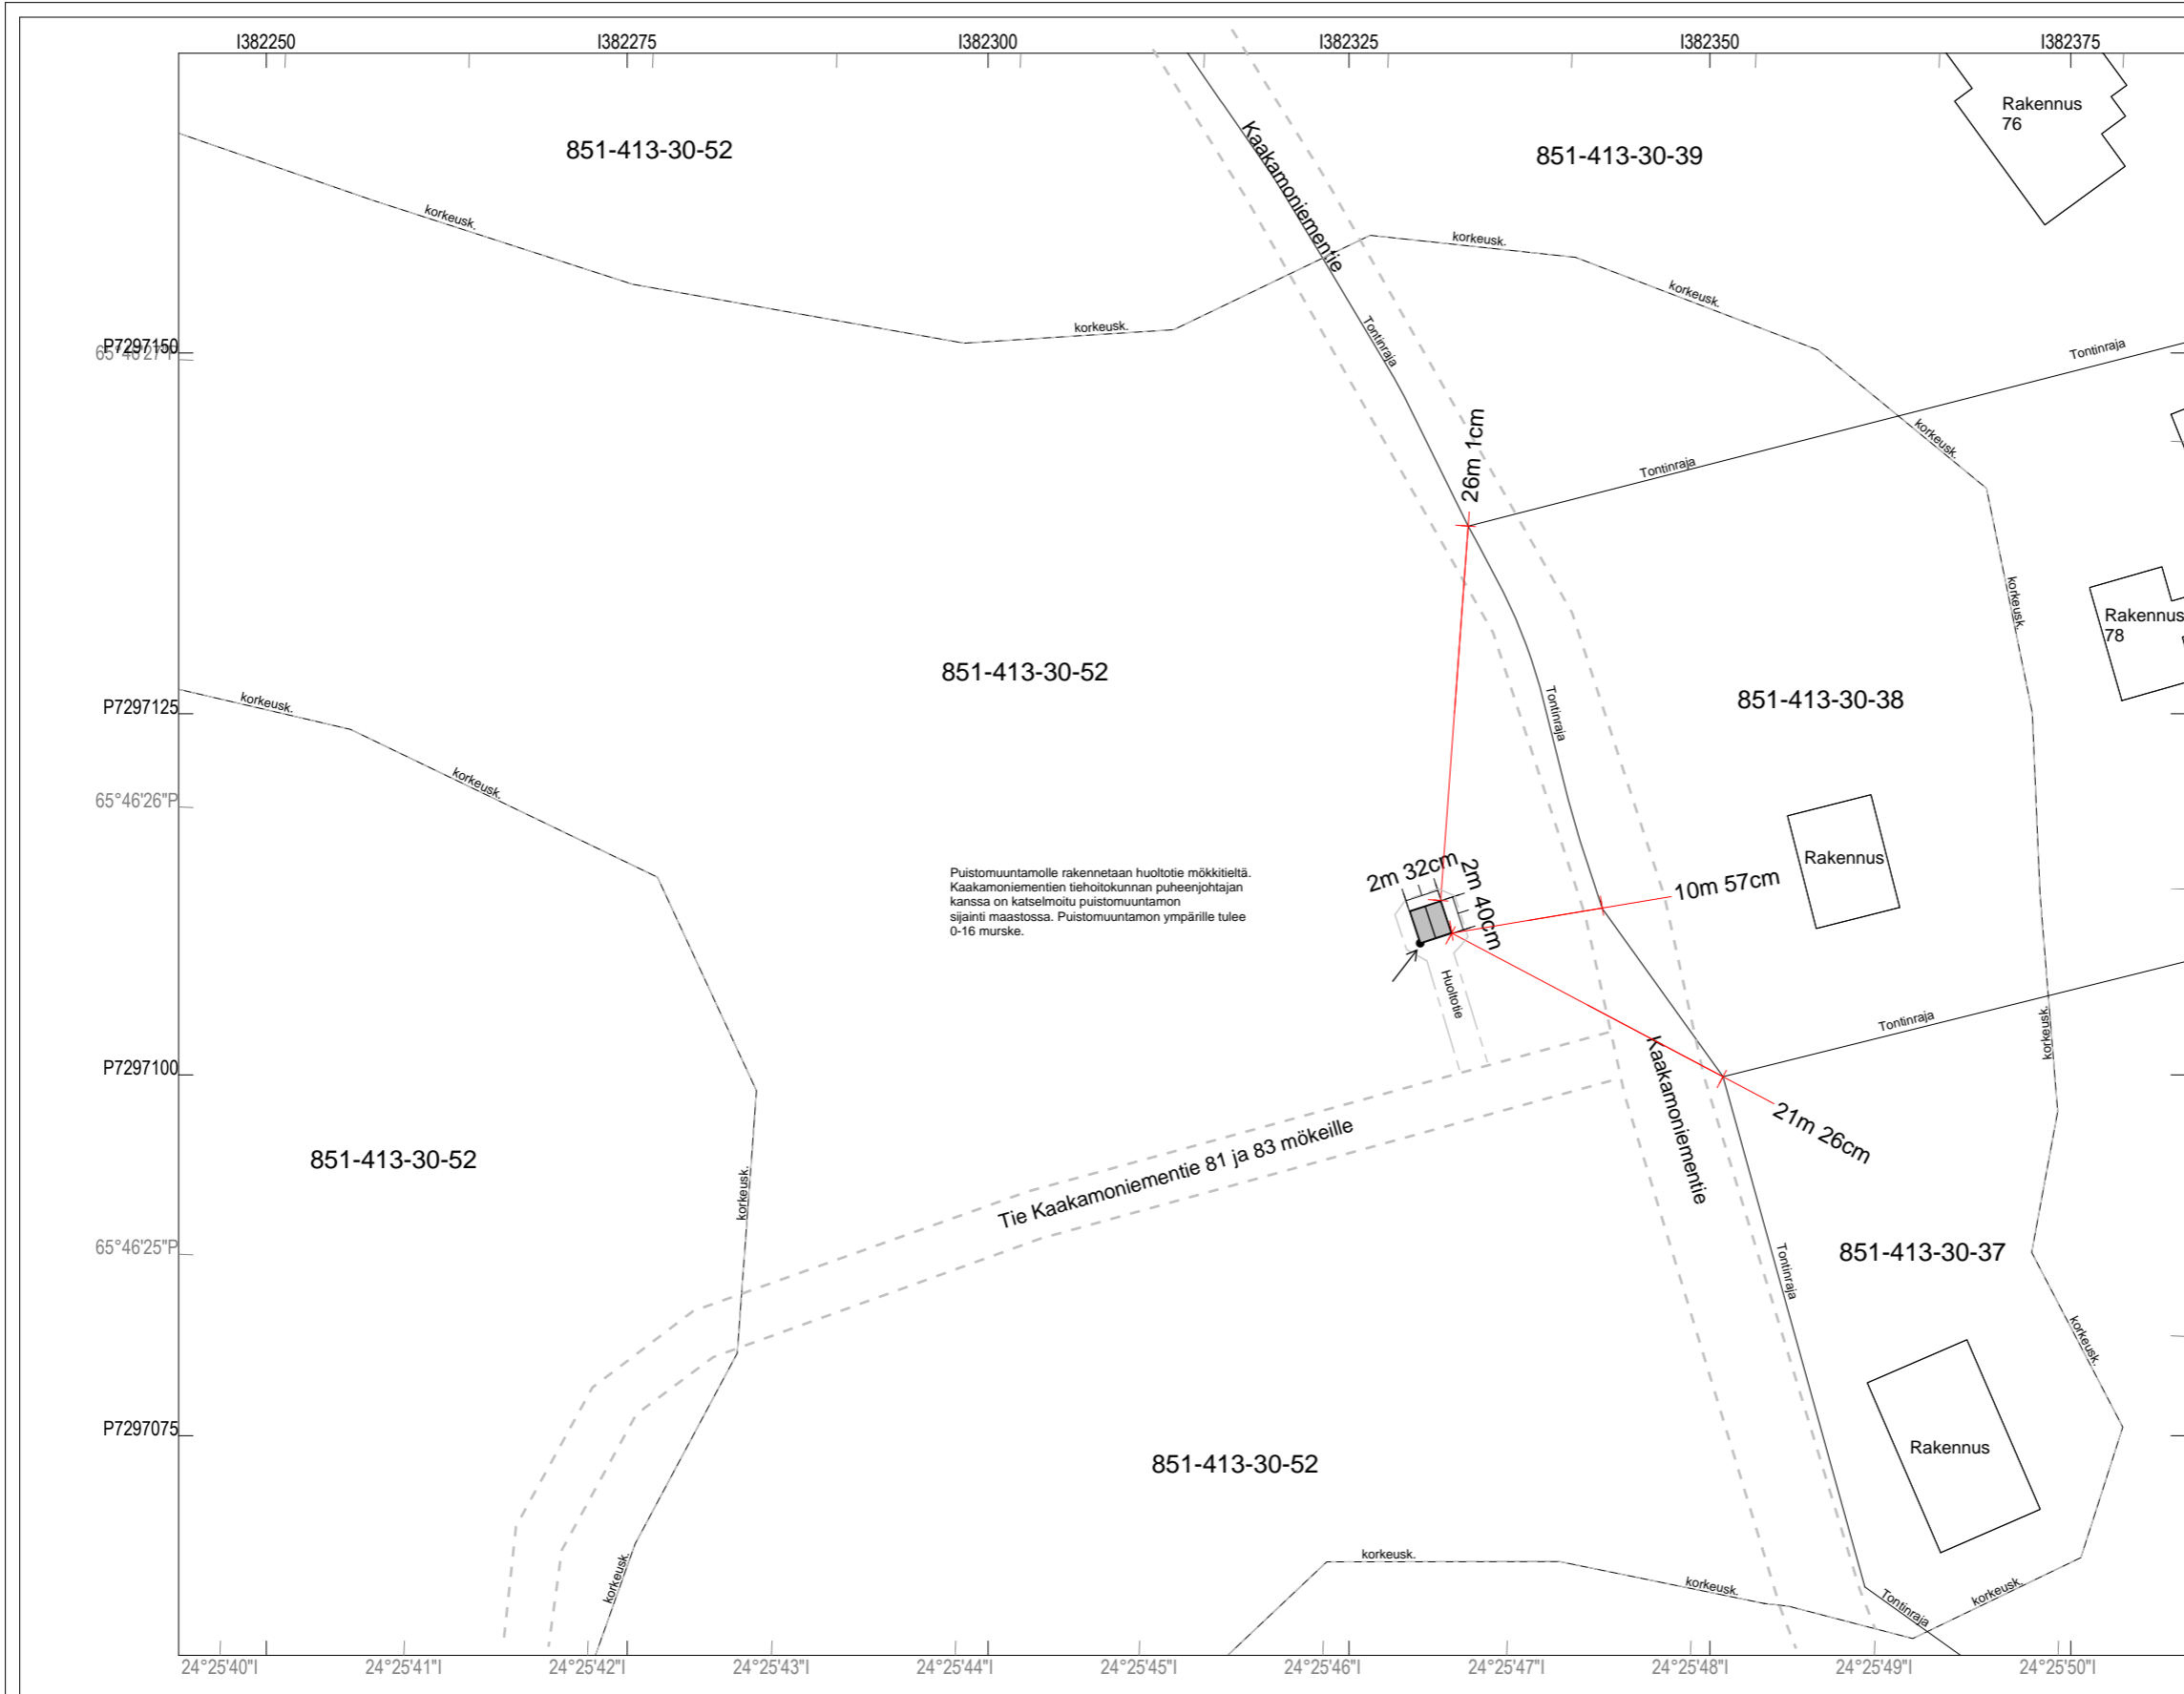 I382250
I382275
I382300
I382325
I382350
I382375
Rakennus
76
851-413-30-52
851-413-30-39
Kaakamoniementie
korkeusk.
korkeusk.
korkeusk.
korkeusk.
Tontinraja
Tontinraja
P7297150
26m 1cm
Tontinraja
korkeusk.
korkeusk.
Rakennus
78
851-413-30-52
851-413-30-38
korkeusk.
P7297125
Tontinraja
korkeusk.
65°46'26"P
Rakennus
Puistomuuntamolle rakennetaan huoltotie mökkitieltä.
Kaakamoniementien tiehoitokunnan puheenjohtajan
kanssa on katselmoitu puistomuuntamon
sijainti maastossa. Puistomuuntamon ympärille tulee
0-16 murske.
2m 32cm
2m 40cm
10m 57cm
Huoltotie
Tontinraja
korkeusk.
P7297100
Kaakamoniementie
21m 26cm
Tie Kaakamoniementie 81 ja 83 mökeille
851-413-30-52
korkeusk.
65°46'25"P
851-413-30-37
Tontinraja
korkeusk.
P7297075
851-413-30-52
Rakennus
korkeusk.
korkeusk.
korkeusk.
Tontinraja
korkeusk.
24°25'40"I
24°25'41"I
24°25'42"I
24°25'43"I
24°25'44"I
24°25'45"I
24°25'46"I
24°25'47"I
24°25'48"I
24°25'49"I
24°25'50"I